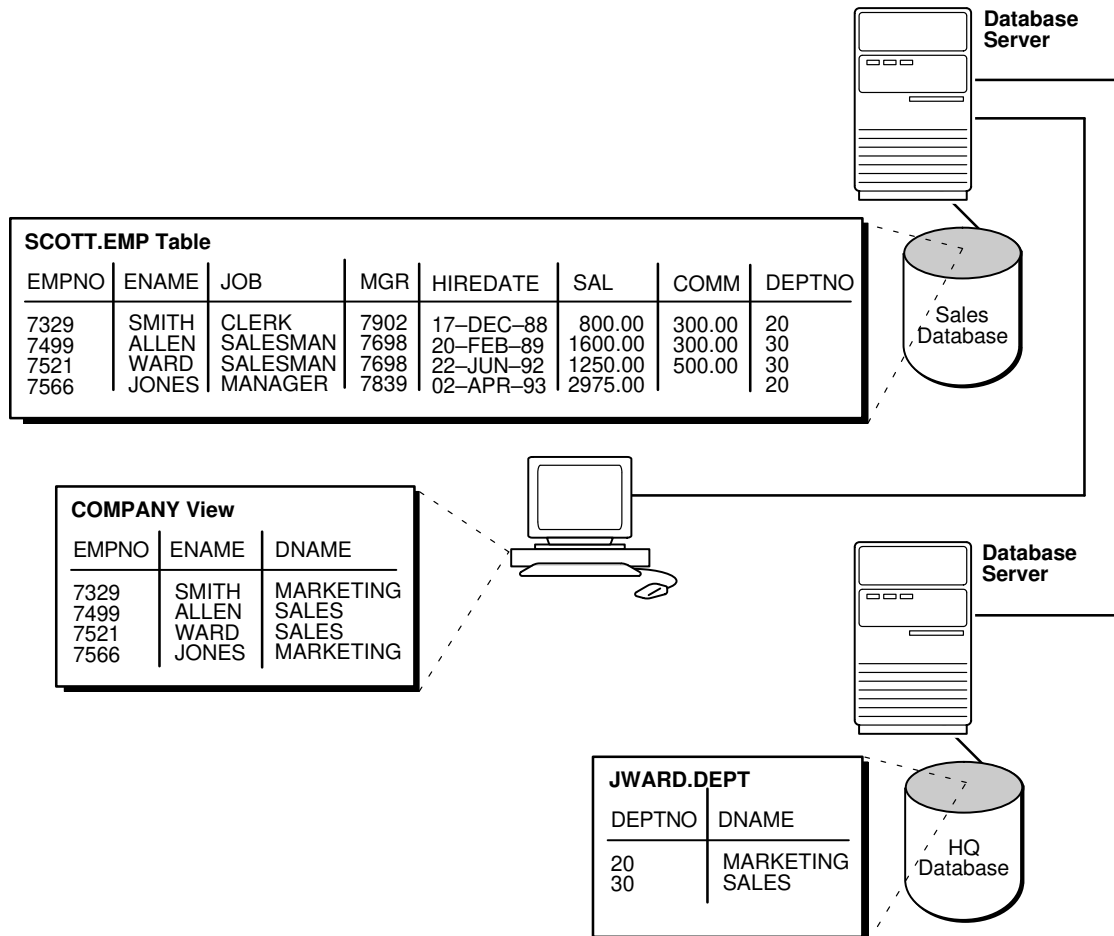 Database
Server
SCOTT.EMP Table
EMPNO ENAME JOB MGR HIREDATE SAL COMM DEPTNO
7329 SMITH CLERK 7902 17–DEC–88 800.00 300.00 20
7499 ALLEN SALESMAN 7698 20–FEB–89 1600.00 300.00 30
7521 WARD SALESMAN 7698 22–JUN–92 1250.00 500.00 30
7566 JONES MANAGER 7839 02–APR–93 2975.00 20
Sales
Database
COMPANY View
EMPNO ENAME DNAME
7329 SMITH MARKETING
7499 ALLEN SALES
7521 WARD SALES
7566 JONES MARKETING
Database
Server
JWARD.DEPT
DEPTNO DNAME
20 MARKETING
30 SALES
HQ
Database